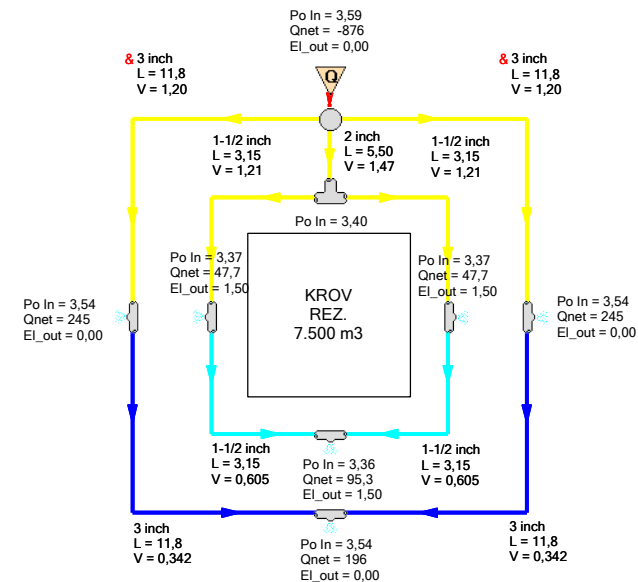 Po In = 3,59
Qnet = -876
El_out = 0,00
& 3 inch
L = 11,8
V = 1,20
& 3 inch
L = 11,8
V = 1,20
Q
1-1/2 inch
L = 3,15
V = 1,21
2 inch
L = 5,50
V = 1,47
1-1/2 inch
L = 3,15
V = 1,21
Po In = 3,40
Po In = 3,37
Qnet = 47,7
El_out = 1,50
Po In = 3,37
Qnet = 47,7
El_out = 1,50
KROV
REZ.
7.500 m3
Po In = 3,54
Qnet = 245
El_out = 0,00
Po In = 3,54
Qnet = 245
El_out = 0,00
1-1/2 inch
L = 3,15
V = 0,605
Po In = 3,36
Qnet = 95,3
El_out = 1,50
1-1/2 inch
L = 3,15
V = 0,605
3 inch
L = 11,8
V = 0,342
Po In = 3,54
Qnet = 196
El_out = 0,00
3 inch
L = 11,8
V = 0,342